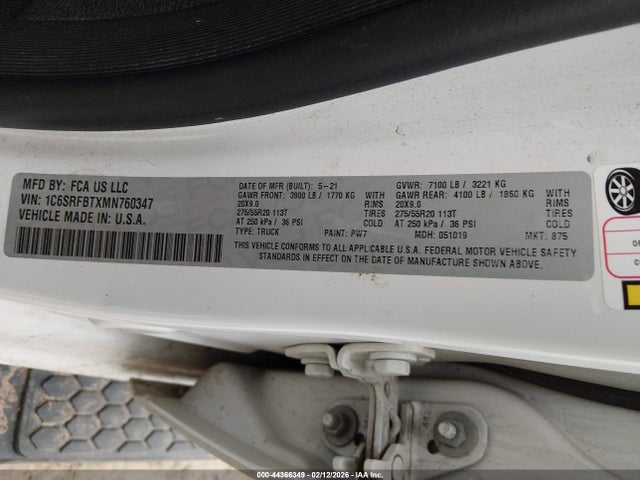 MFD BY: FCA US LLC
VIN: 1C6SRFBTXMN760347
VEHICLE MADE IN U.S.A.
DATE OF MFR (BUILT): 5-21 GVWR: 7100 LB / 3221 KG
GAWR FRONT: 3900 LB / 1770 KG WITH GAWR REAR: 4100 LB / 1860 KG WITH
20X9.0 RIMS 20X9.0 RIMS
275/55R20 113T TIRES 275/55R20 113T TIRES
AT 250 kPa / 36 PSI COLD AT 250 kPa / 36 PSI COLD
TYPE: TRUCK PAINT: PW7 MDH: 051019 MKT: 875
THIS VEHICLE CONFORMS TO ALL APPLICABLE U.S.A. FEDERAL MOTOR VEHICLE SAFETY
STANDARDS IN EFFECT ON THE DATE OF MANUFACTURE SHOWN ABOVE.
000-44366349 - 02/12/2026 - IAAI.COM